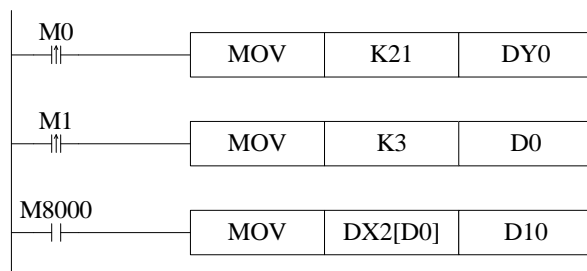 M0
MOV K21 DY0
M1
MOV K3 D0
M8000
MOV DX2[D0] D10